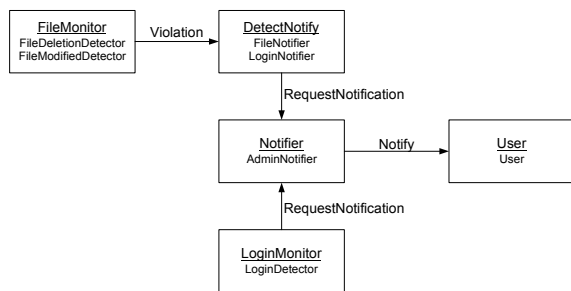 FileMonitor
FileDeletionDetector
FileModifiedDetector
Violation
DetectNotify
FileNotifier
LoginNotifier
RequestNotification
Notifier
AdminNotifier
Notify
User
User
RequestNotification
LoginMonitor
LoginDetector